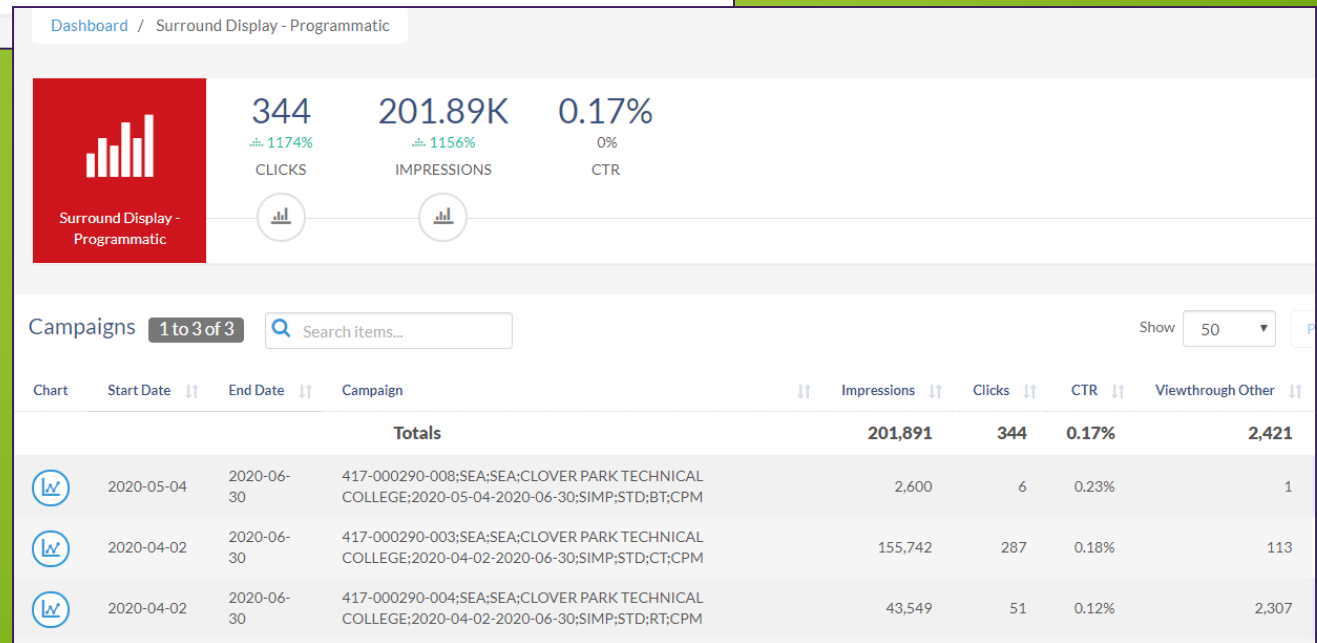 Dashboard / Surround Display - Programmatic
344 201.89K 0.17%
1174% 1156% 0%
CLICKS IMPRESSIONS CTR
Surround Display -
Programmatic
Campaigns 1 to 3 of 3 Search items... Show 50 P
Chart Start Date End Date Campaign Impressions Clicks CTR Viewthrough Other
Totals 201,891 344 0.17% 2,421
2020-05-04 2020-06-30 417-000290-008;SEA;SEA;CLOVER PARK TECHNICAL
COLLEGE;2020-05-04-2020-06-30;SIMP;STD;BT;CPM 2,600 6 0.23% 1
2020-04-02 2020-06-30 417-000290-003;SEA;SEA;CLOVER PARK TECHNICAL
COLLEGE;2020-04-02-2020-06-30;SIMP;STD;CT;CPM 155,742 287 0.18% 113
2020-04-02 2020-06-30 417-000290-004;SEA;SEA;CLOVER PARK TECHNICAL
COLLEGE;2020-04-02-2020-06-30;SIMP;STD;RT;CPM 43,549 51 0.12% 2,307